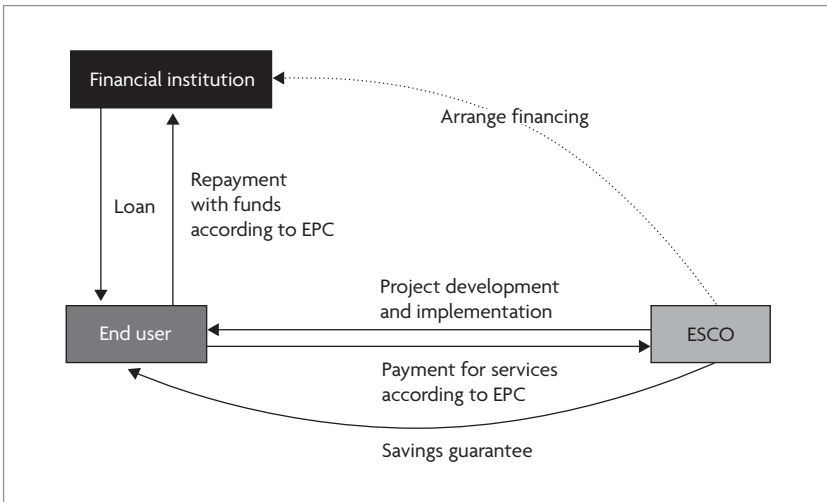 Financial institution
Arrange financing
Repayment
with funds
according to EPC
Loan
Project development
and implementation
End user
ESCO
Payment for services
according to EPC
Savings guarantee